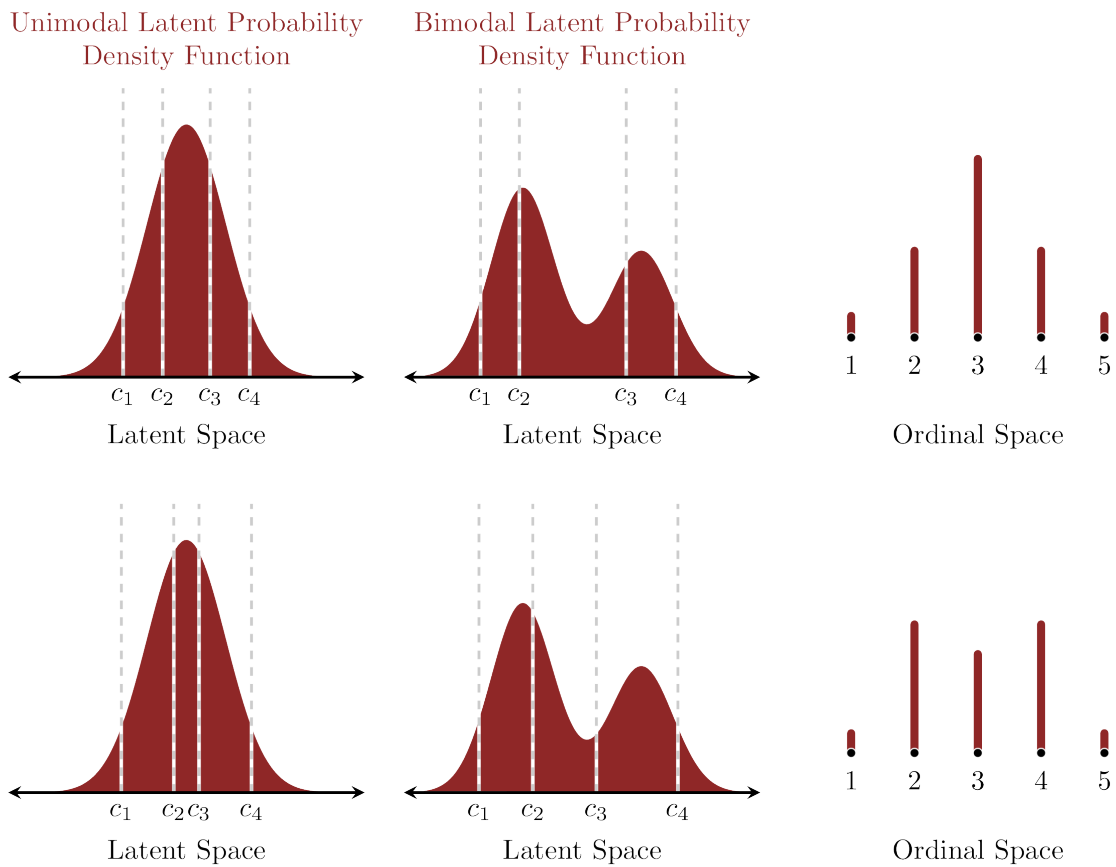 Unimodal Latent Probability
Density Function
Bimodal Latent Probability
Density Function
c1 c2 c3 c4
Latent Space
c1 c2 c3 c4
Latent Space
1 2 3 4 5
Ordinal Space
c1 c2 c3 c4
Latent Space
c1 c2 c3 c4
Latent Space
1 2 3 4 5
Ordinal Space